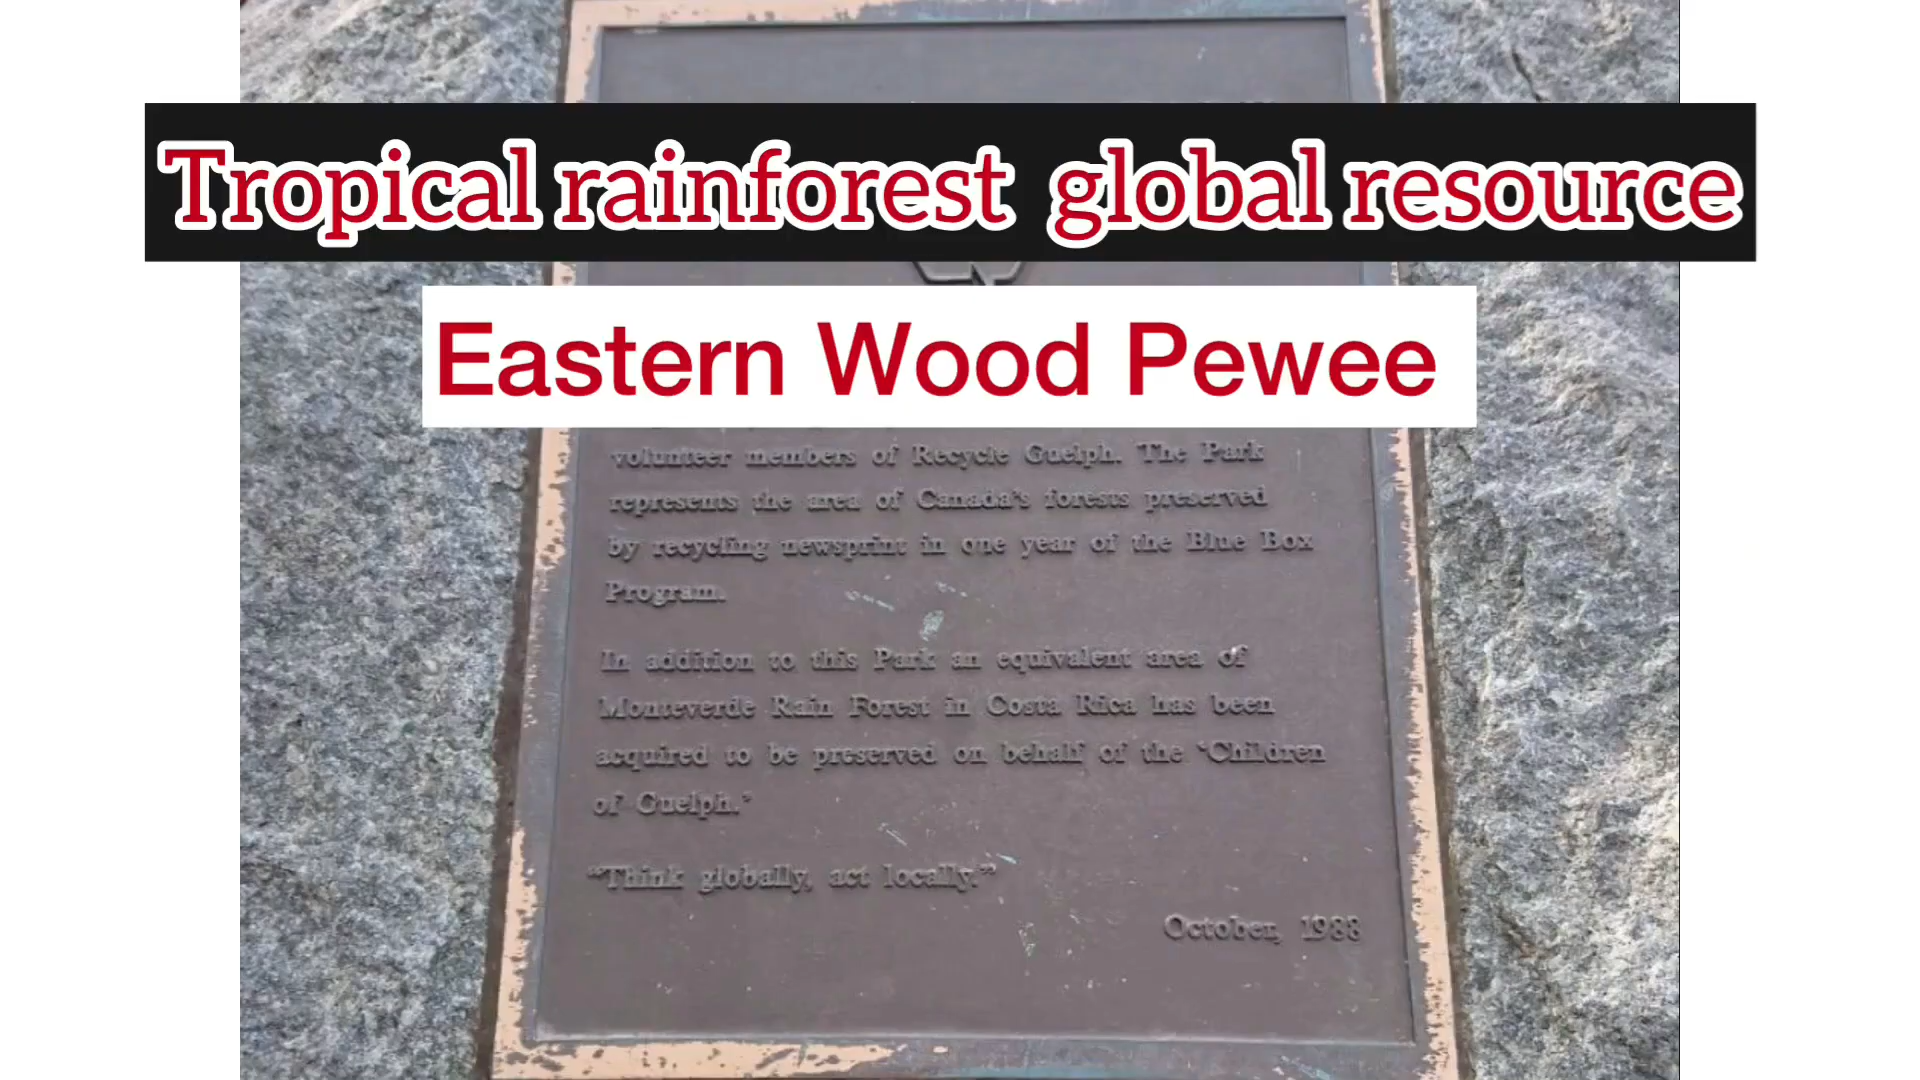 Tropical rainforest global resource
Eastern Wood Pewee
volunteer members of Recycle Guelph. The Park
represents the area of Canada's forests preserved
by recycling newsprint in one year of the Blue Box
Program.
In addition to this Park an equivalent area of
Monteverde Rain Forest in Costa Rica has been
acquired to be preserved on behalf of the 'Children
of Guelph.'
"Think globally, act locally."
October, 1988